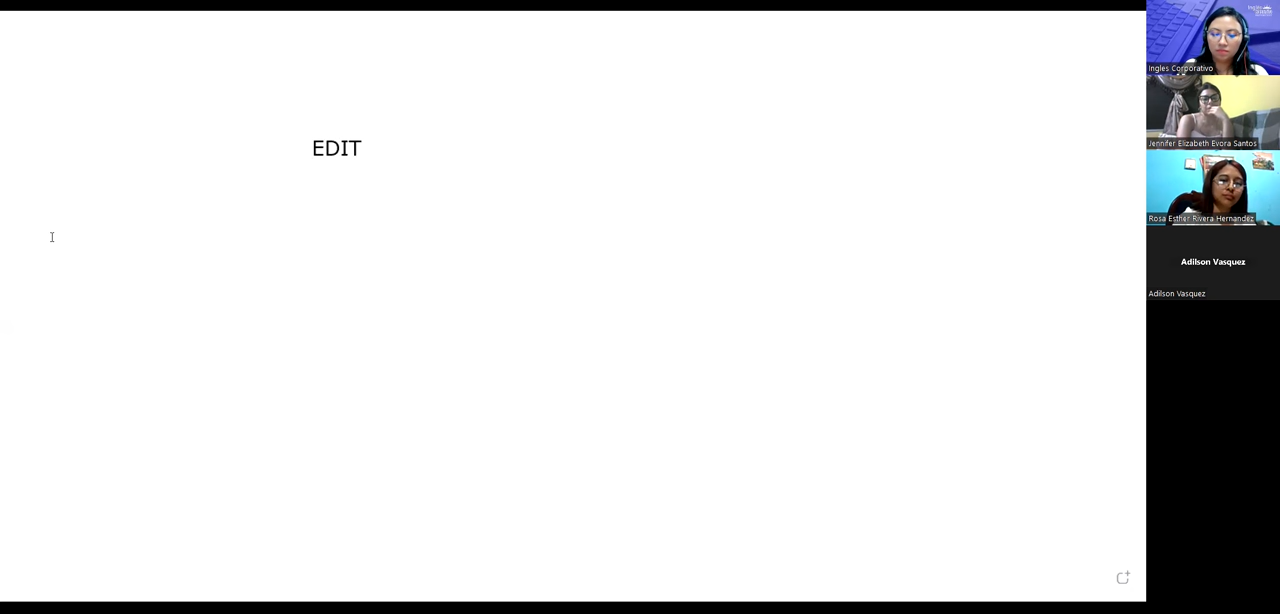 EDIT
Ingles Corporativo
Jennifer Elizabeth Evora Santos
Rosa Esther Rivera Hernandez
Adilson Vasquez
Adilson Vasquez